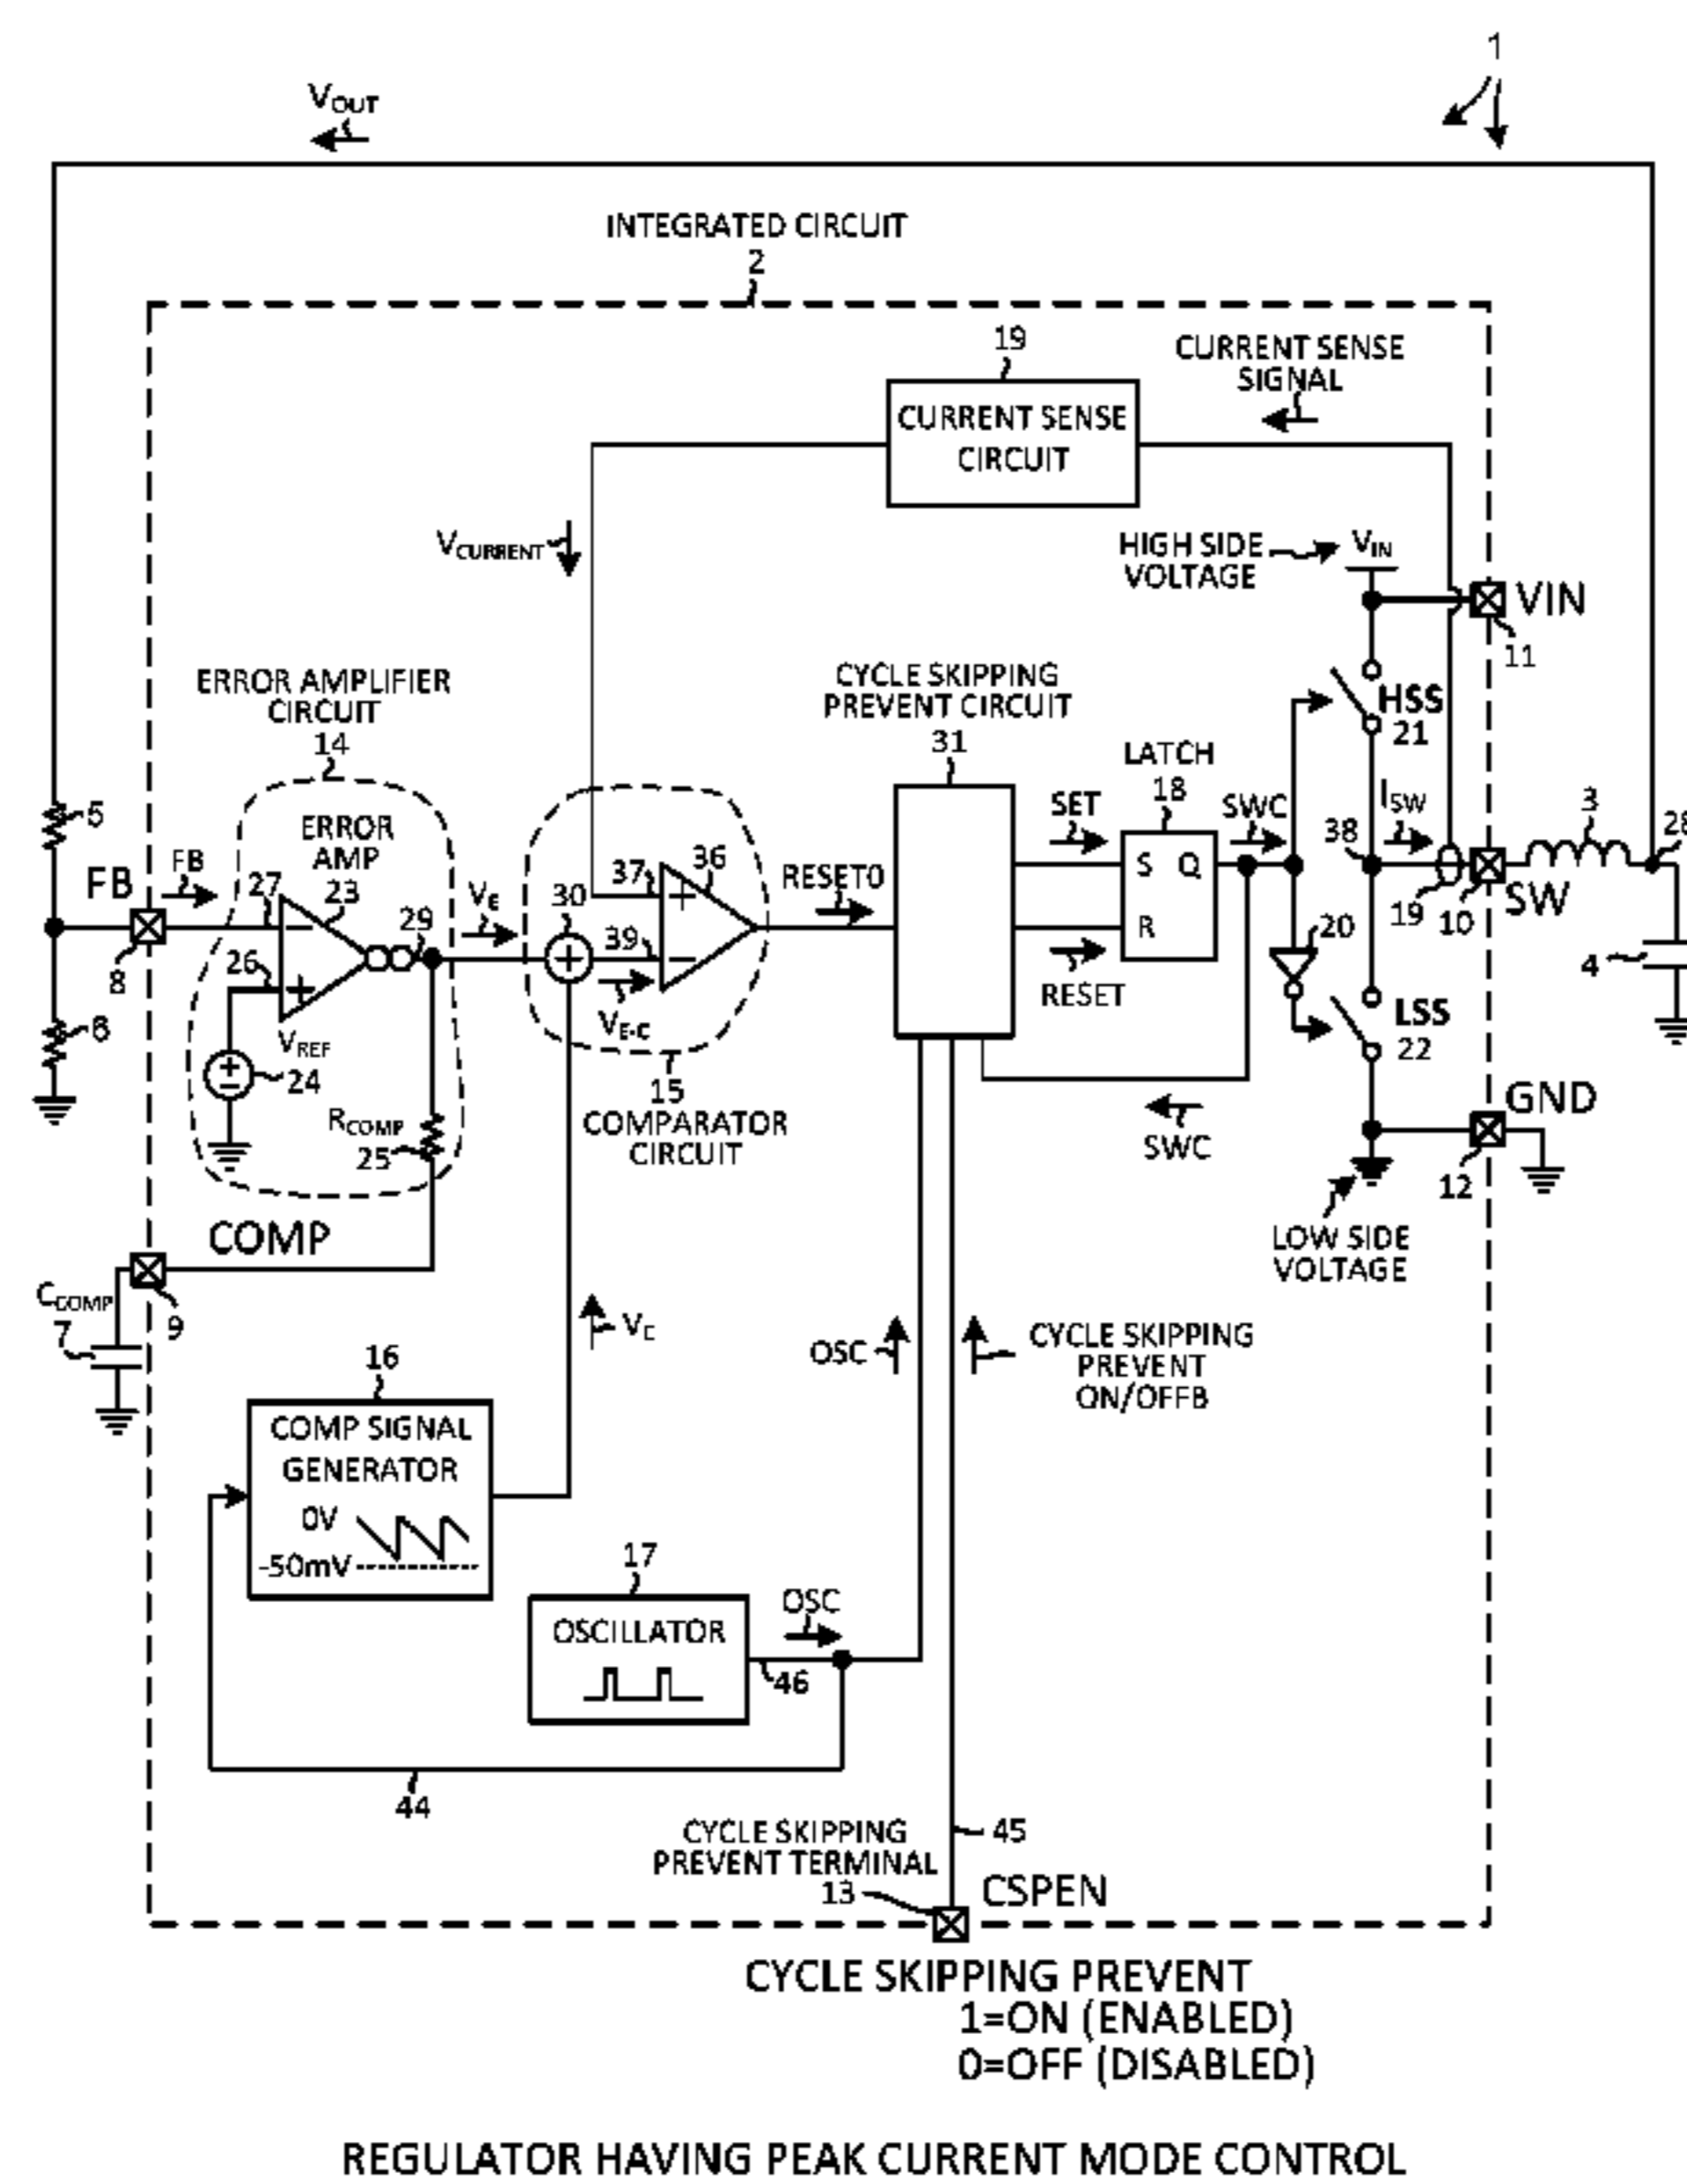 1
VOUT
INTEGRATED CIRCUIT
2
19
CURRENT SENSE
SIGNAL
CURRENT SENSE
CIRCUIT
VCURRENT
HIGH SIDE
VOLTAGE
VIN
VIN
11
ERROR AMPLIFIER
CIRCUIT
14
CYCLE SKIPPING
PREVENT CIRCUIT
31
HSS
21
LATCH
18
5
ERROR
AMP
23
SET
SWC
ISW
38
3
28
FB
FB
27
VE
30
37
36
RESET0
S Q
+
29
39
R
20
19
10
SW
8
26
−
+
+
−
VE-C
RESET
4
6
VREF
24
+
−
LSS
22
15
COMPARATOR
CIRCUIT
RCOMP
25
SWC
GND
12
COMP
LOW SIDE
VOLTAGE
CCOMP
7
9
VC
OSC
CYCLE SKIPPING
PREVENT
ON/OFFB
16
COMP SIGNAL
GENERATOR
0V
-50mV
17
OSC
OSCILLATOR
46
44
CYCLE SKIPPING
PREVENT TERMINAL
13
45
CSPEN
CYCLE SKIPPING PREVENT
1=ON (ENABLED)
0=OFF (DISABLED)
REGULATOR HAVING PEAK CURRENT MODE CONTROL